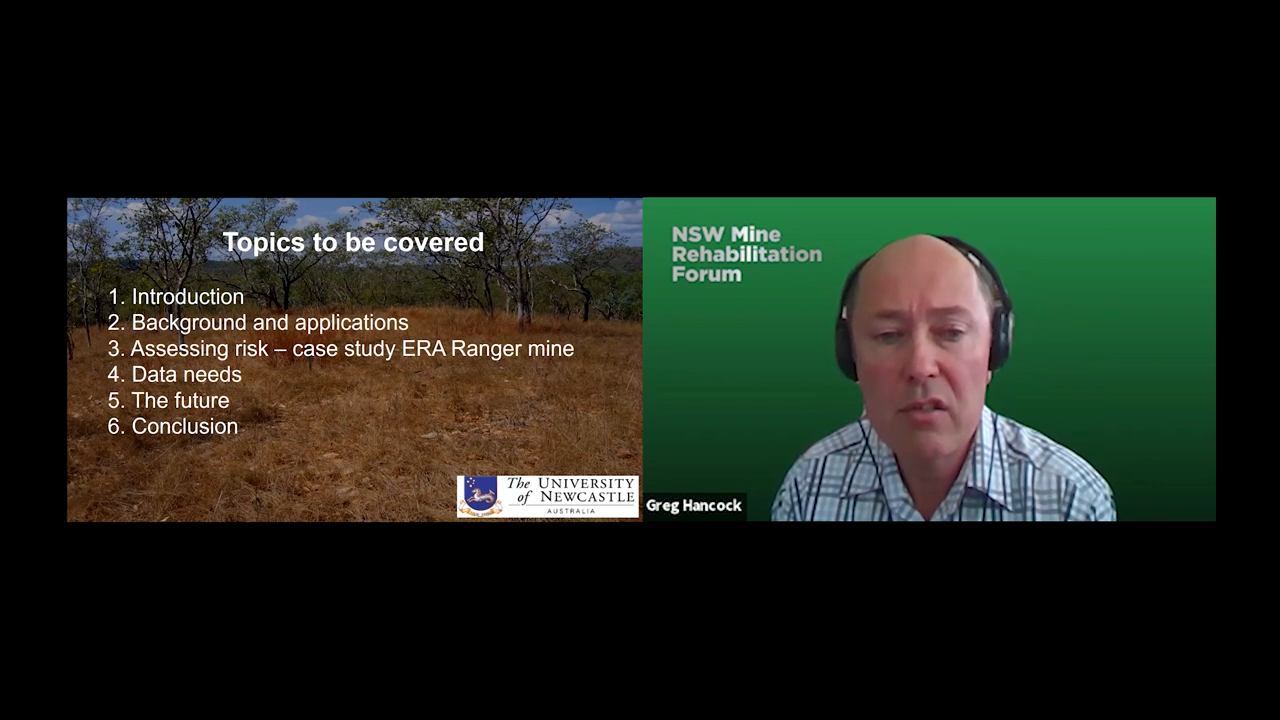 Topics to be covered
1. Introduction
2. Background and applications
3. Assessing risk – case study ERA Ranger mine
4. Data needs
5. The future
6. Conclusion
The UNIVERSITY
of NEWCASTLE
AUSTRALIA
NSW Mine
Rehabilitation
Forum
Greg Hancock